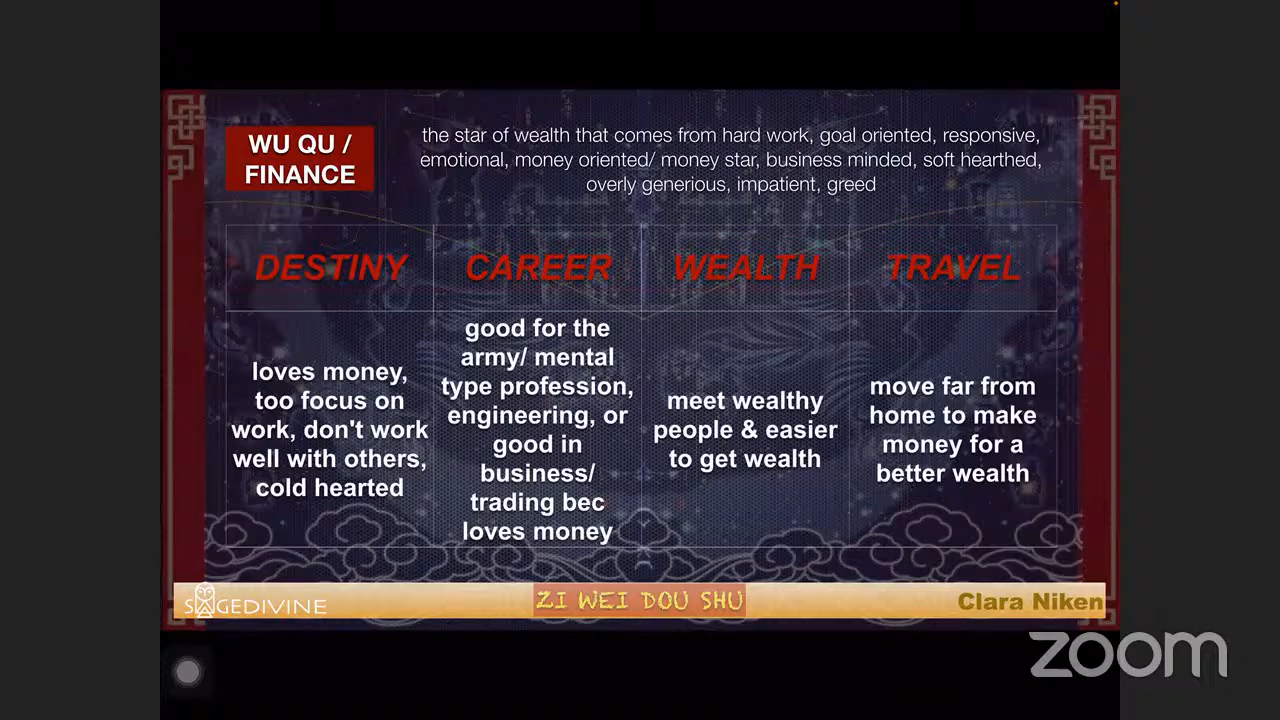 WU QU /
FINANCE
the star of wealth that comes from hard work, goal oriented, responsive,
emotional, money oriented/ money star, business minded, soft hearthed,
overly generious, impatient, greed
DESTINY
CAREER
WEALTH
TRAVEL
loves money,
too focus on
work, don't work
well with others,
cold hearted
good for the
army/ mental
type profession,
engineering, or
good in
business/
trading bec
loves money
meet wealthy
people & easier
to get wealth
move far from
home to make
money for a
better wealth
SAGEDIVINE
ZI WEI DOU SHU
Clara Niken
zoom